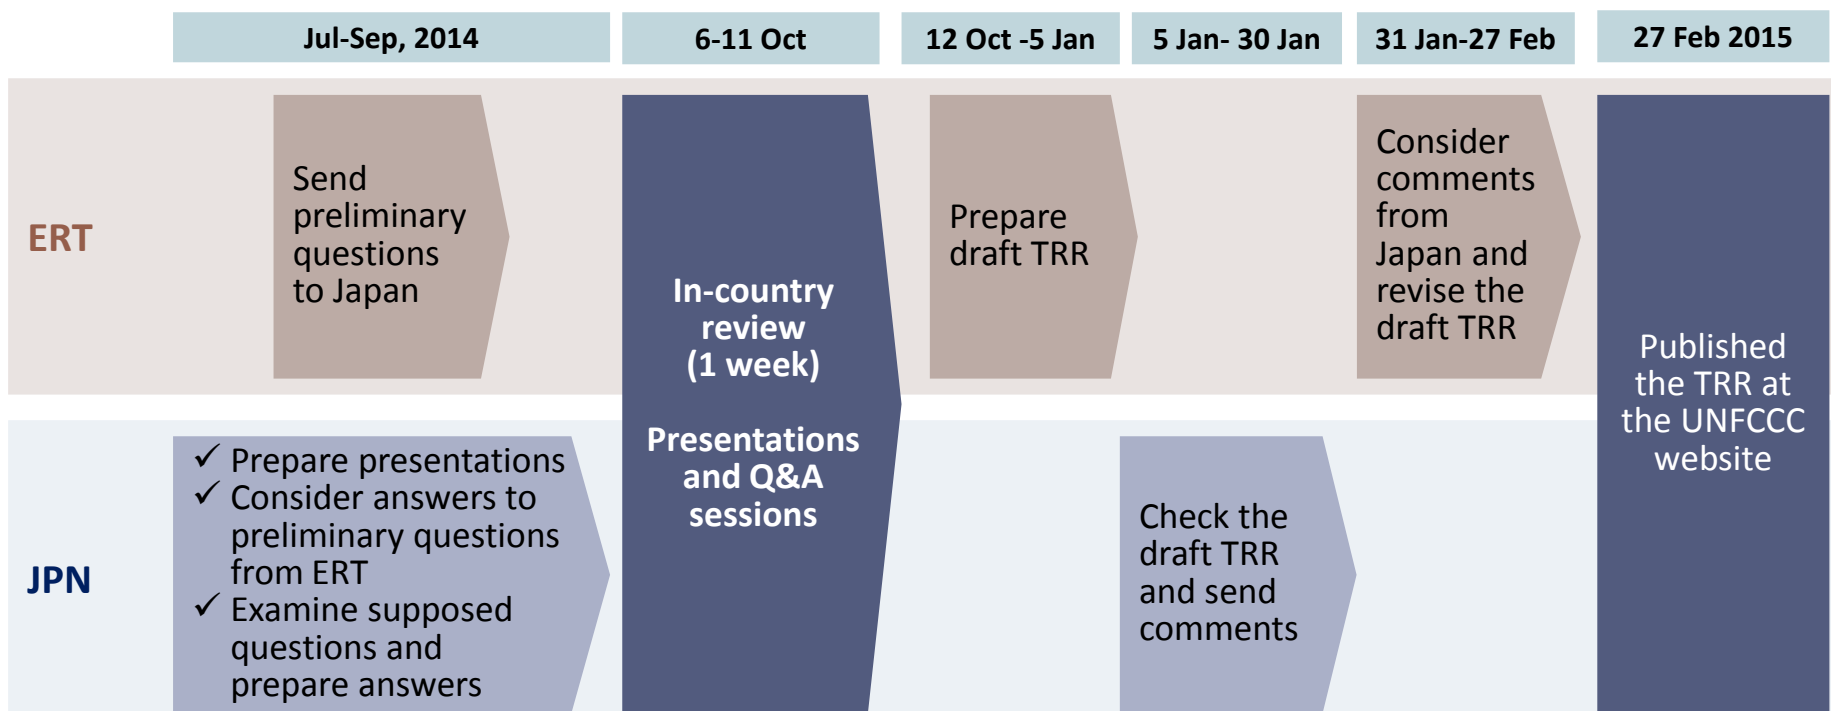 Jul-Sep, 2014
6-11 Oct
12 Oct -5 Jan
5 Jan- 30 Jan
31 Jan-27 Feb
27 Feb 2015
ERT
Send
preliminary
questions
to Japan
In-country
review
(1 week)
Presentations
and Q&A
sessions
Prepare
draft TRR
Consider
comments
from
Japan and
revise the
draft TRR
Published
the TRR at
the UNFCCC
website
JPN
✓ Prepare presentations
✓ Consider answers to
preliminary questions
from ERT
✓ Examine supposed
questions and
prepare answers
Check the
draft TRR
and send
comments